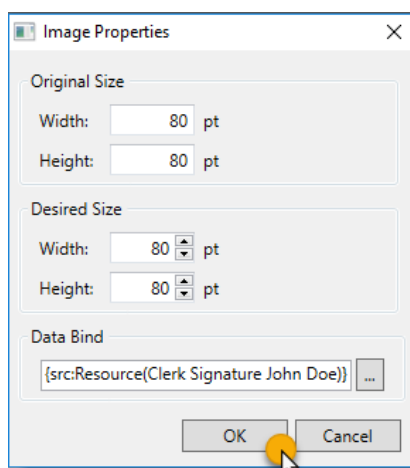 Image Properties
Original Size
Width: 80 pt
Height: 80 pt
Desired Size
Width: 80 pt
Height: 80 pt
Data Bind
{src:Resource(Clerk Signature John Doe)} ...
OK Cancel